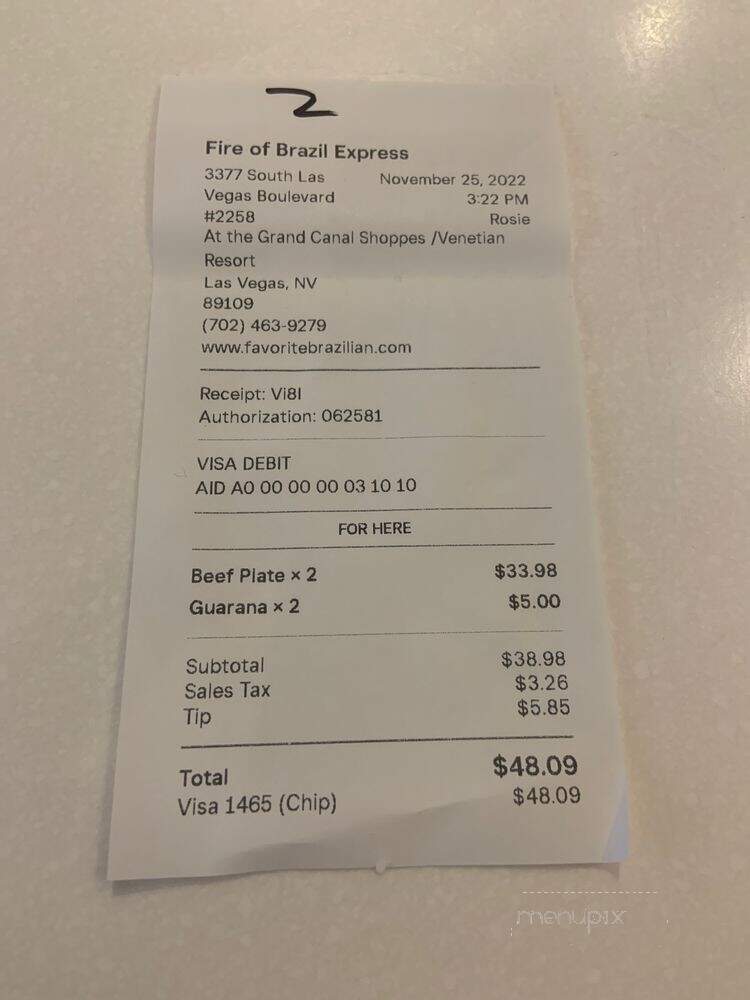 2
Fire of Brazil Express
3377 South Las
Vegas Boulevard
#2258
November 25, 2022
3:22 PM
Rosie
At the Grand Canal Shoppes /Venetian
Resort
Las Vegas, NV
89109
(702) 463-9279
www.favoritebrazilian.com
Receipt: Vi8I
Authorization: 062581
VISA DEBIT
AID A0 00 00 00 03 10 10
FOR HERE
Beef Plate × 2 $33.98
Guarana × 2 $5.00
Subtotal $38.98
Sales Tax $3.26
Tip $5.85
Total $48.09
Visa 1465 (Chip) $48.09
menupix